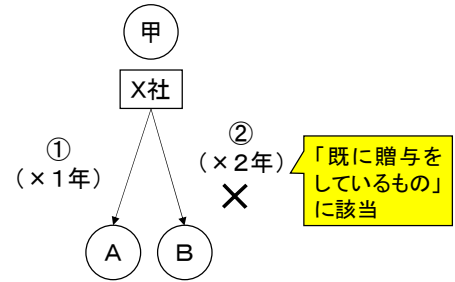 甲
X社
①
(×1年)
②
(×2年)
「既に贈与を
しているもの」
に該当
×
A
B